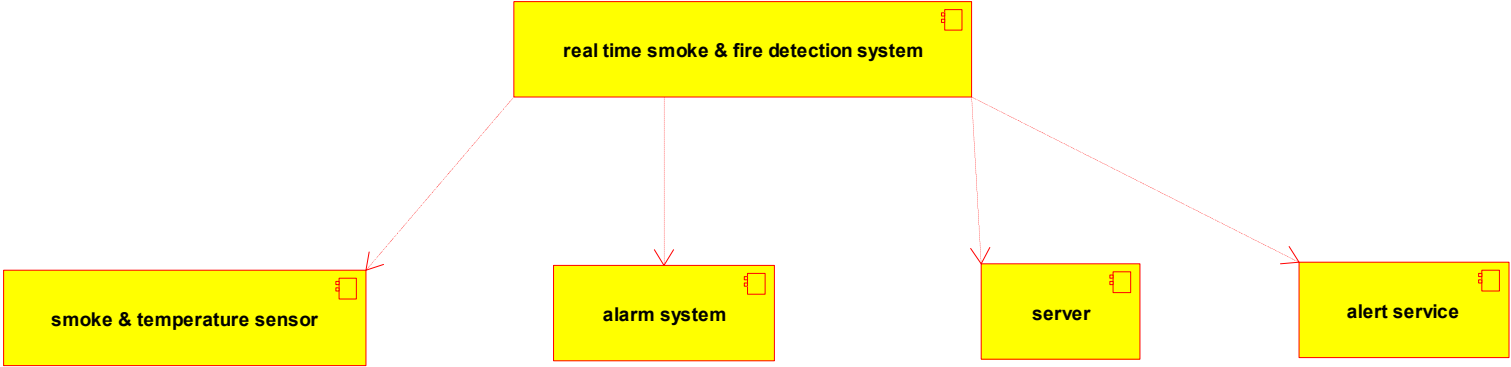 real time smoke & fire detection system
smoke & temperature sensor
alarm system
server
alert service